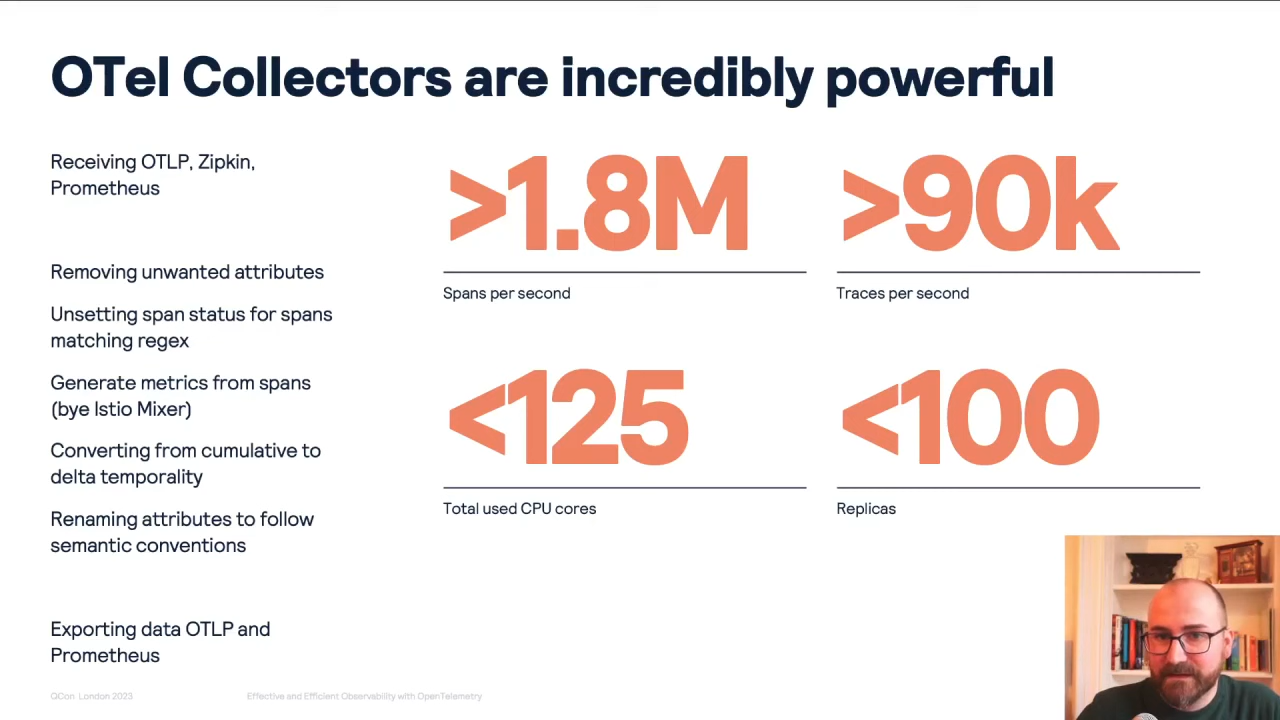 OTel Collectors are incredibly powerful
Receiving OTLP, Zipkin,
Prometheus
Removing unwanted attributes
Unsetting span status for spans
matching regex
Generate metrics from spans
(bye Istio Mixer)
Converting from cumulative to
delta temporality
Renaming attributes to follow
semantic conventions
Exporting data OTLP and
Prometheus
>1.8M
Spans per second
>90k
Traces per second
<125
Total used CPU cores
<100
Replicas
QCon London 2023
Effective and Efficient Observability with OpenTelemetry